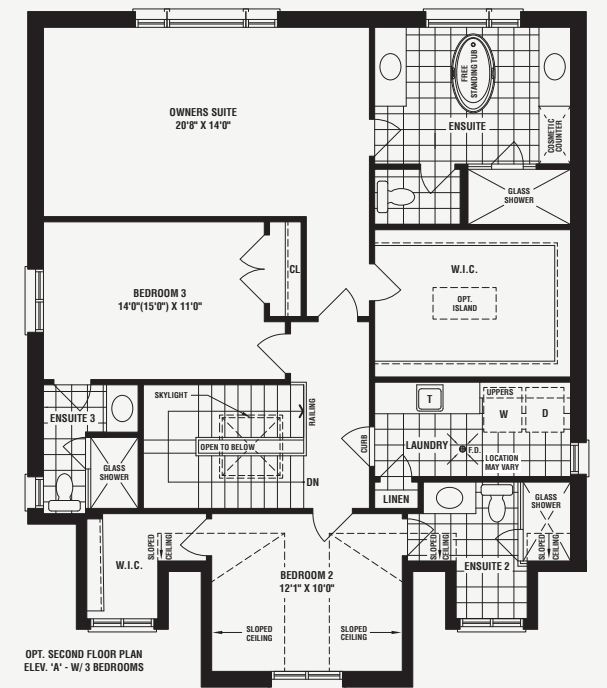 OWNERS SUITE
20'8" X 14'0"
FREE
STANDING TUB
ENSUITE
COSMETIC
COUNTER
GLASS
SHOWER
BEDROOM 3
14'0"(15'0") X 11'0"
CL
W.I.C.
OPT.
ISLAND
SKYLIGHT
RAILING
OPEN TO BELOW
DN
ENSUITE 3
GLASS
SHOWER
T
UPPERS
W
D
CURB
LAUNDRY
F.D.
LOCATION
MAY VARY
LINEN
GLASS
SHOWER
W.I.C.
SLOPED
CEILING
BEDROOM 2
12'1" X 10'0"
SLOPED
CEILING
SLOPED
CEILING
SLOPED
CEILING
ENSUITE 2
SLOPED
CEILING
OPT. SECOND FLOOR PLAN
ELEV. 'A' - W/ 3 BEDROOMS